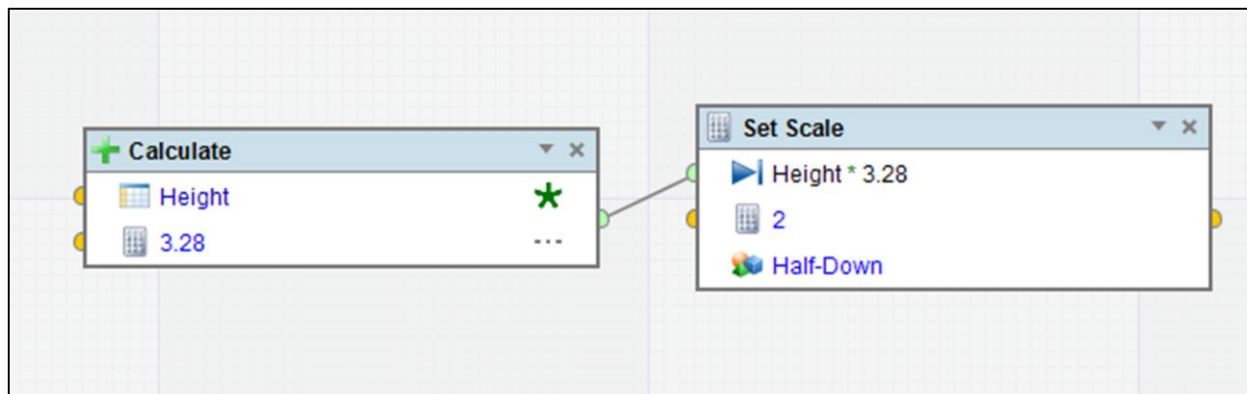 Calculate
Height
3.28
Set Scale
Height * 3.28
2
Half-Down